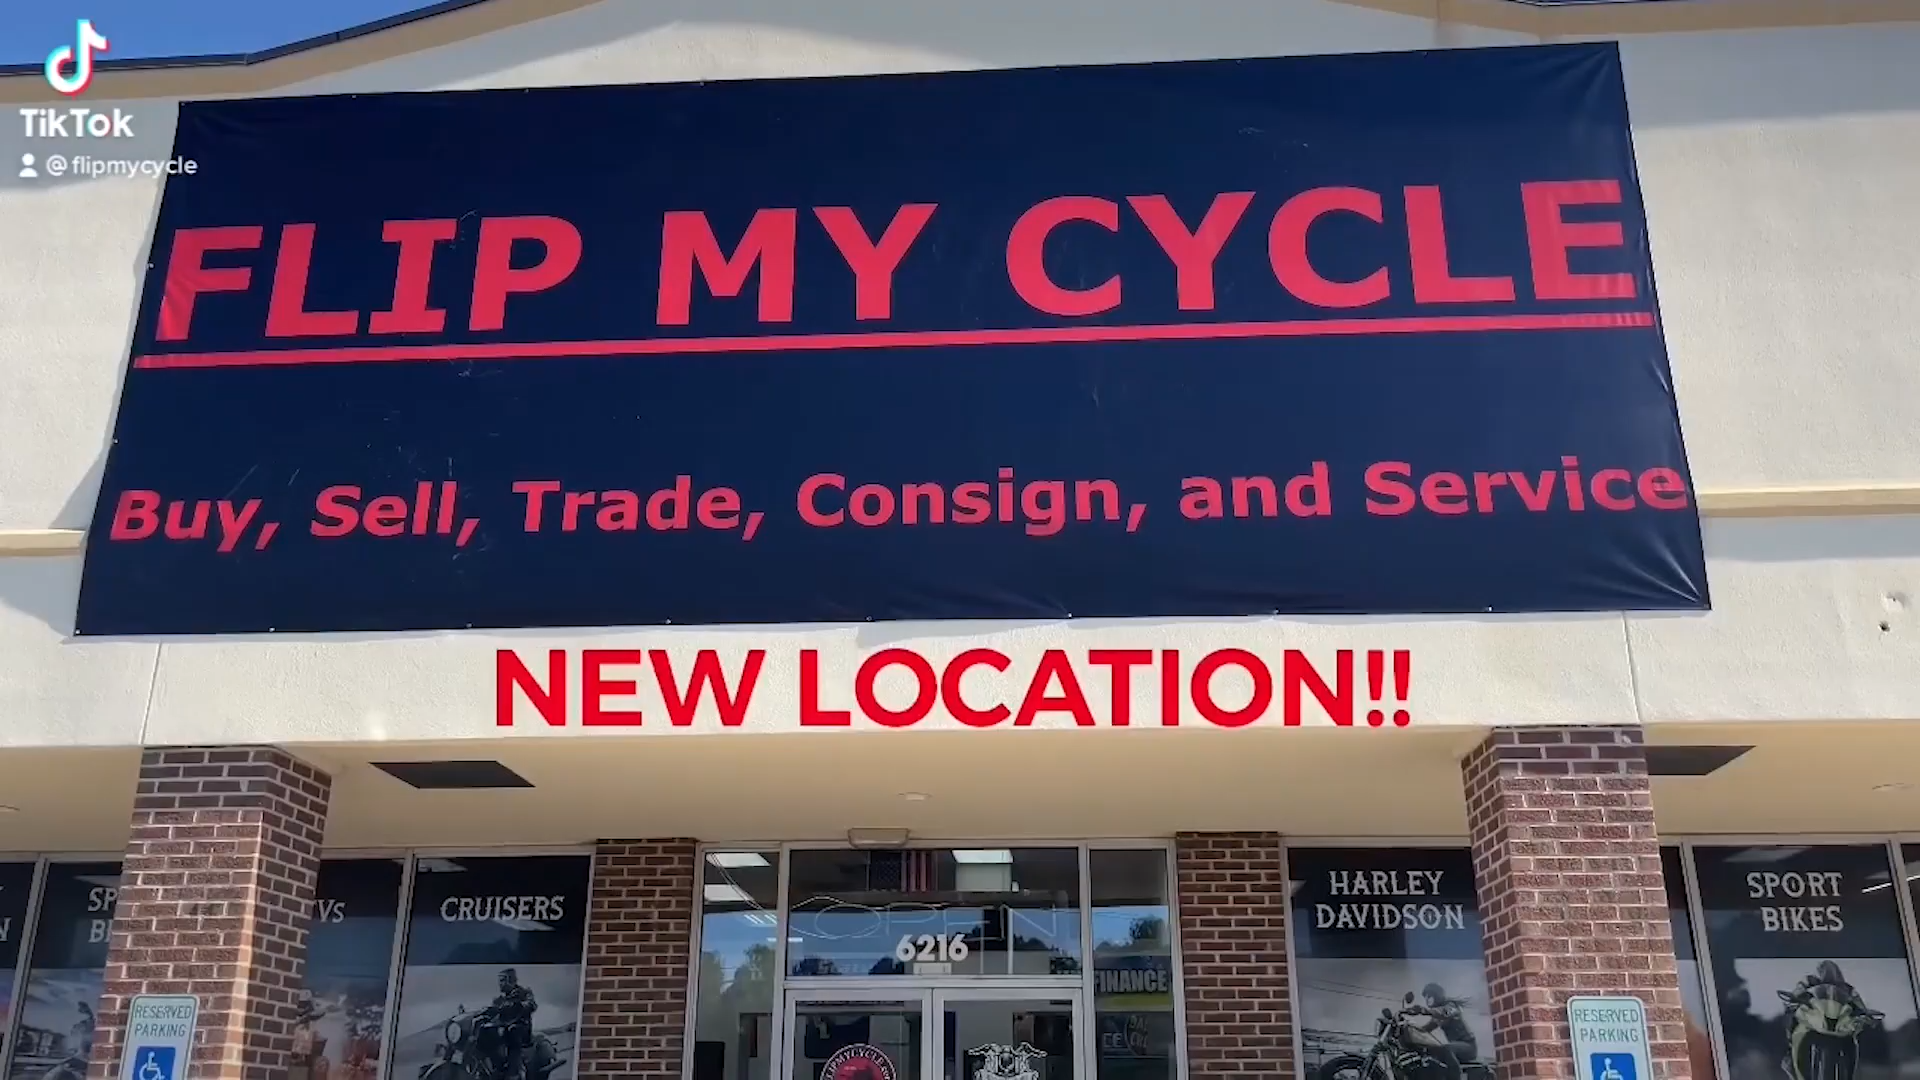 TikTok
@flipmycycle
FLIP MY CYCLE
Buy, Sell, Trade, Consign, and Service
NEW LOCATION!!
CRUISERS
HARLEY
DAVIDSON
SPORT
BIKES
OPEN
6216
FINANCE
RESERVED
PARKING
RESERVED
PARKING